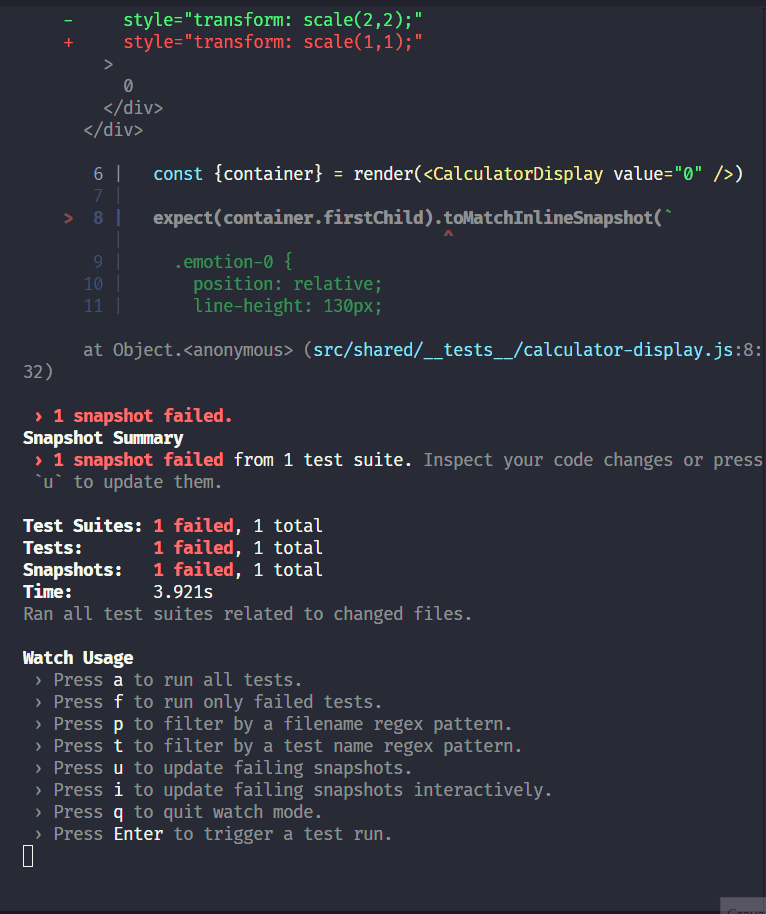 -     style="transform: scale(2,2);"
+     style="transform: scale(1,1);"
    >
      0
    </div>
  </div>
6 |   const {container} = render(<CalculatorDisplay value="0" />)
7 |
> 8 |   expect(container.firstChild).toMatchInlineSnapshot(`
|                                ^
9 |     .emotion-0 {
10 |       position: relative;
11 |       line-height: 130px;
at Object.<anonymous> (src/shared/__tests__/calculator-display.js:8:
32)
› 1 snapshot failed.
Snapshot Summary
› 1 snapshot failed from 1 test suite. Inspect your code changes or press
`u` to update them.
Test Suites: 1 failed, 1 total
Tests:       1 failed, 1 total
Snapshots:   1 failed, 1 total
Time:        3.921s
Ran all test suites related to changed files.
Watch Usage
› Press a to run all tests.
› Press f to run only failed tests.
› Press p to filter by a filename regex pattern.
› Press t to filter by a test name regex pattern.
› Press u to update failing snapshots.
› Press i to update failing snapshots interactively.
› Press q to quit watch mode.
› Press Enter to trigger a test run.